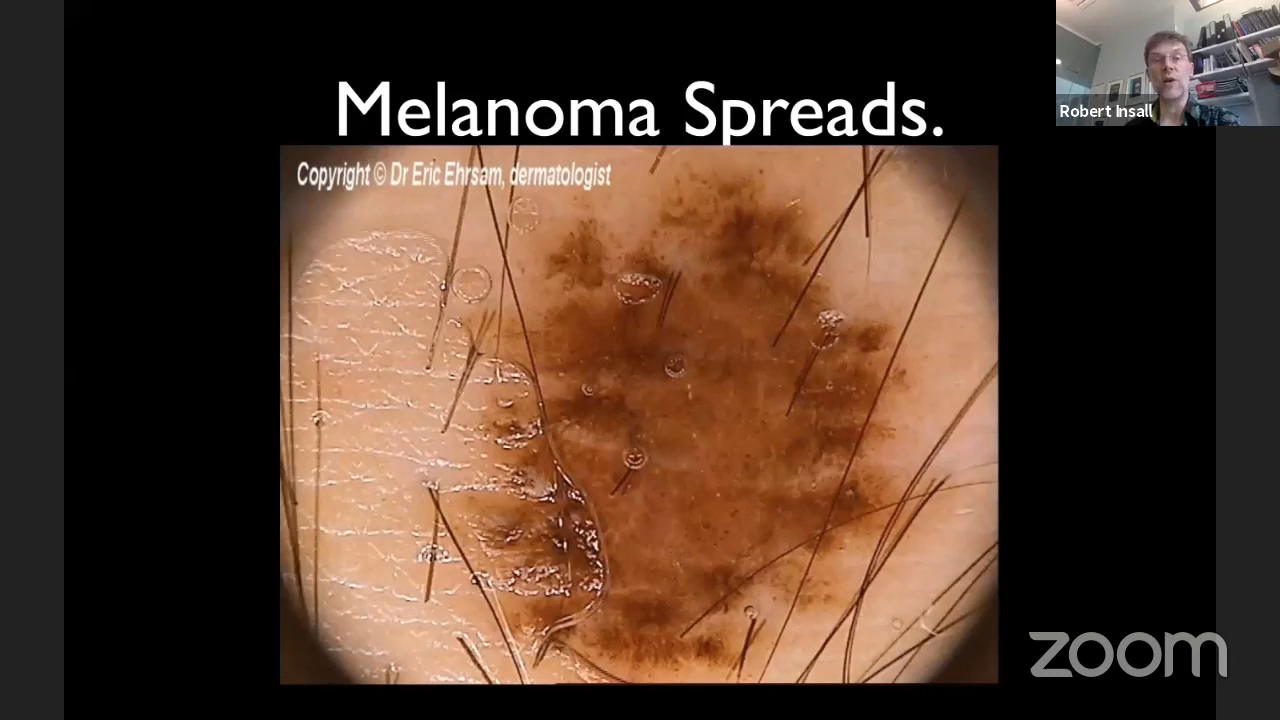 Melanoma Spreads.
Copyright © Dr Eric Ehrsam, dermatologist
Robert Insall
zoom